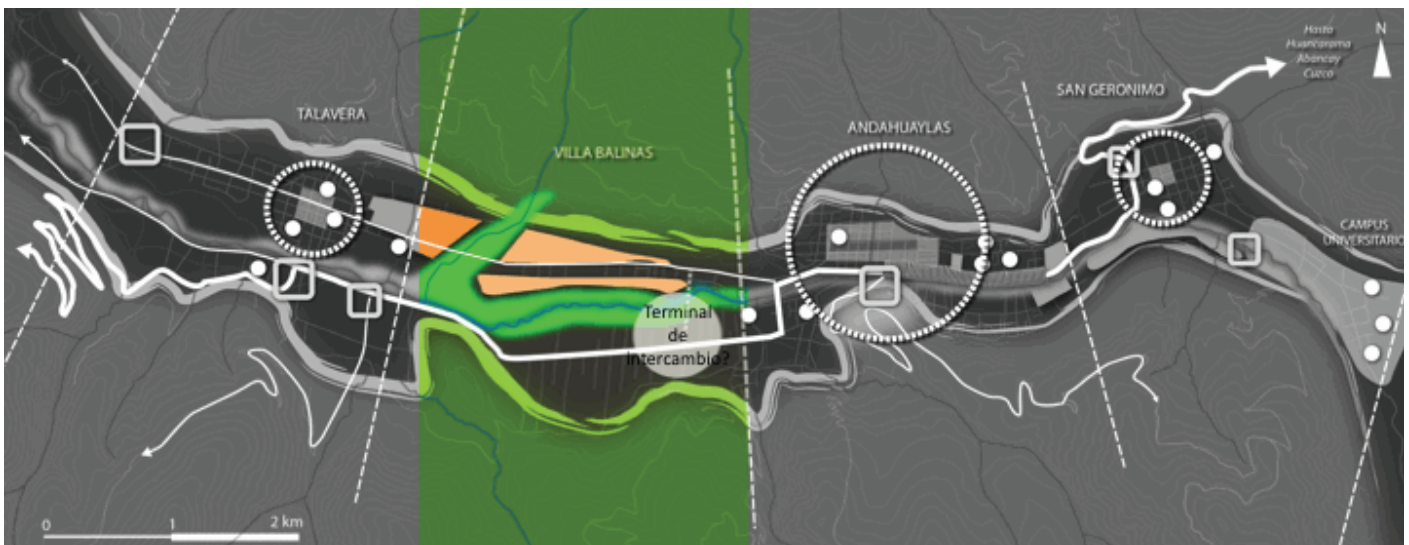 Hasta
Huancarama
Abancay
Cuzco
N
SAN GERONIMO
TALAVERA
ANDAHUAYLAS
VILLA BALINAS
CAMPUS
UNIVERSITARIO
Terminal
de
intercambio?
0
1
2 km